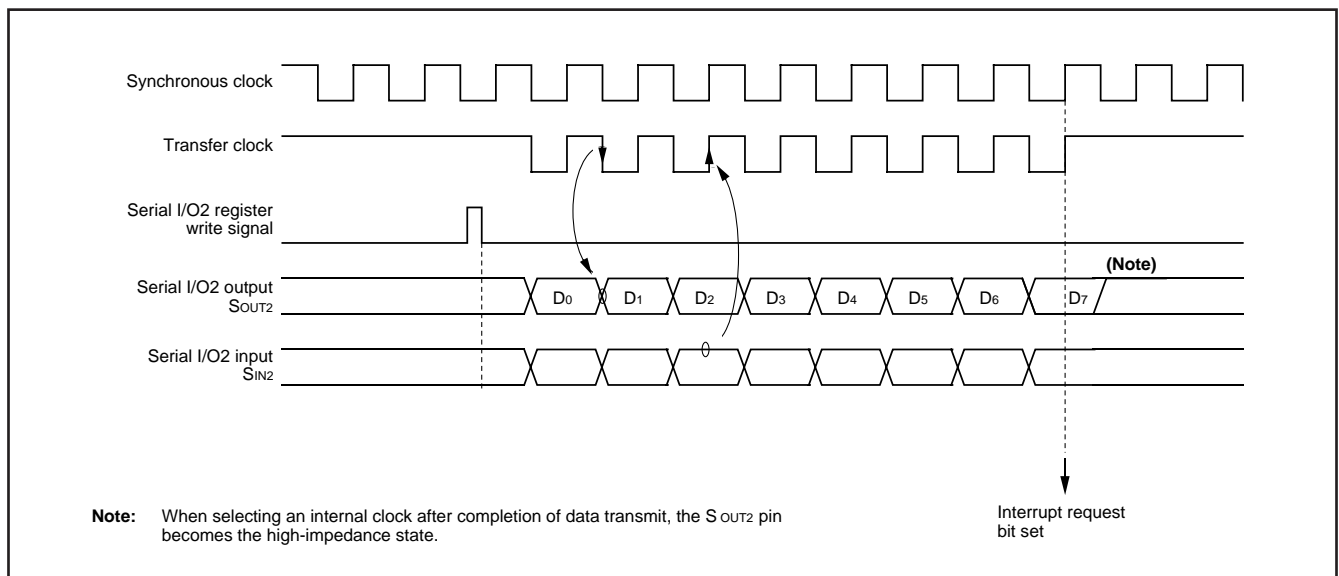 Synchronous clock
Transfer clock
Serial I/O2 register
write signal
(Note)
Serial I/O2 output
SOUT2
D0 D1 D2 D3 D4 D5 D6 D7
Serial I/O2 input
SIN2
Note: When selecting an internal clock after completion of data transmit, the S OUT2 pin
becomes the high-impedance state.
Interrupt request
bit set